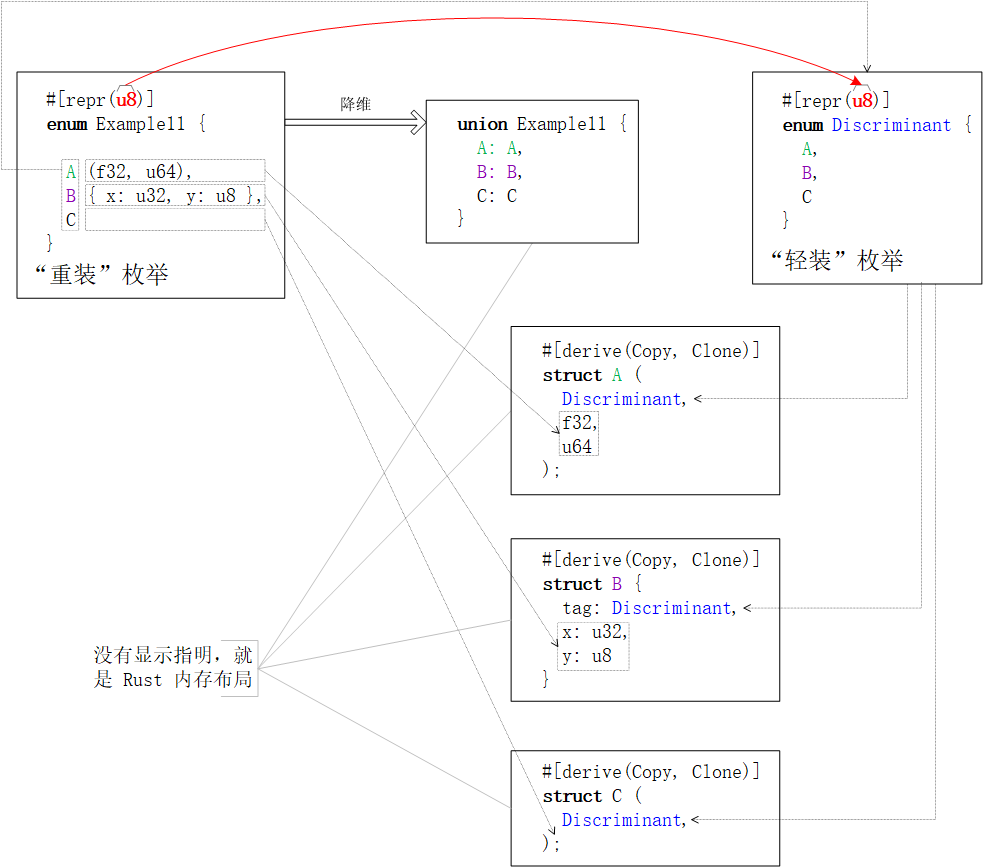 #[repr(u8)]
enum Example11 {
A (f32, u64),
B { x: u32, y: u8 },
C
}
“重装”枚举
降维
union Example11 {
A: A,
B: B,
C: C
}
#[repr(u8)]
enum Discriminant {
A,
B,
C
}
“轻装”枚举
#[derive(Copy, Clone)]
struct A (
Discriminant,
f32,
u64
);
#[derive(Copy, Clone)]
struct B {
tag: Discriminant,
x: u32,
y: u8
}
没有显示指明，就
是 Rust 内存布局
#[derive(Copy, Clone)]
struct C (
Discriminant,
);